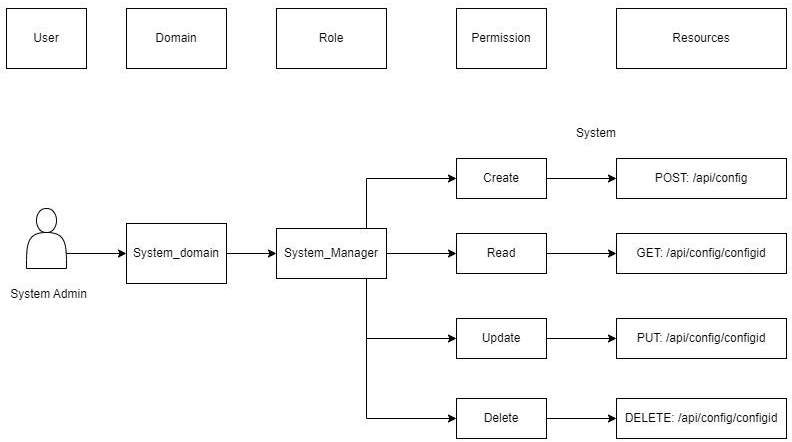 User
Domain
Role
Permission
Resources
System
Create
POST: /api/config
System_domain
System_Manager
Read
GET: /api/config/configid
System Admin
Update
PUT: /api/config/configid
Delete
DELETE: /api/config/configid